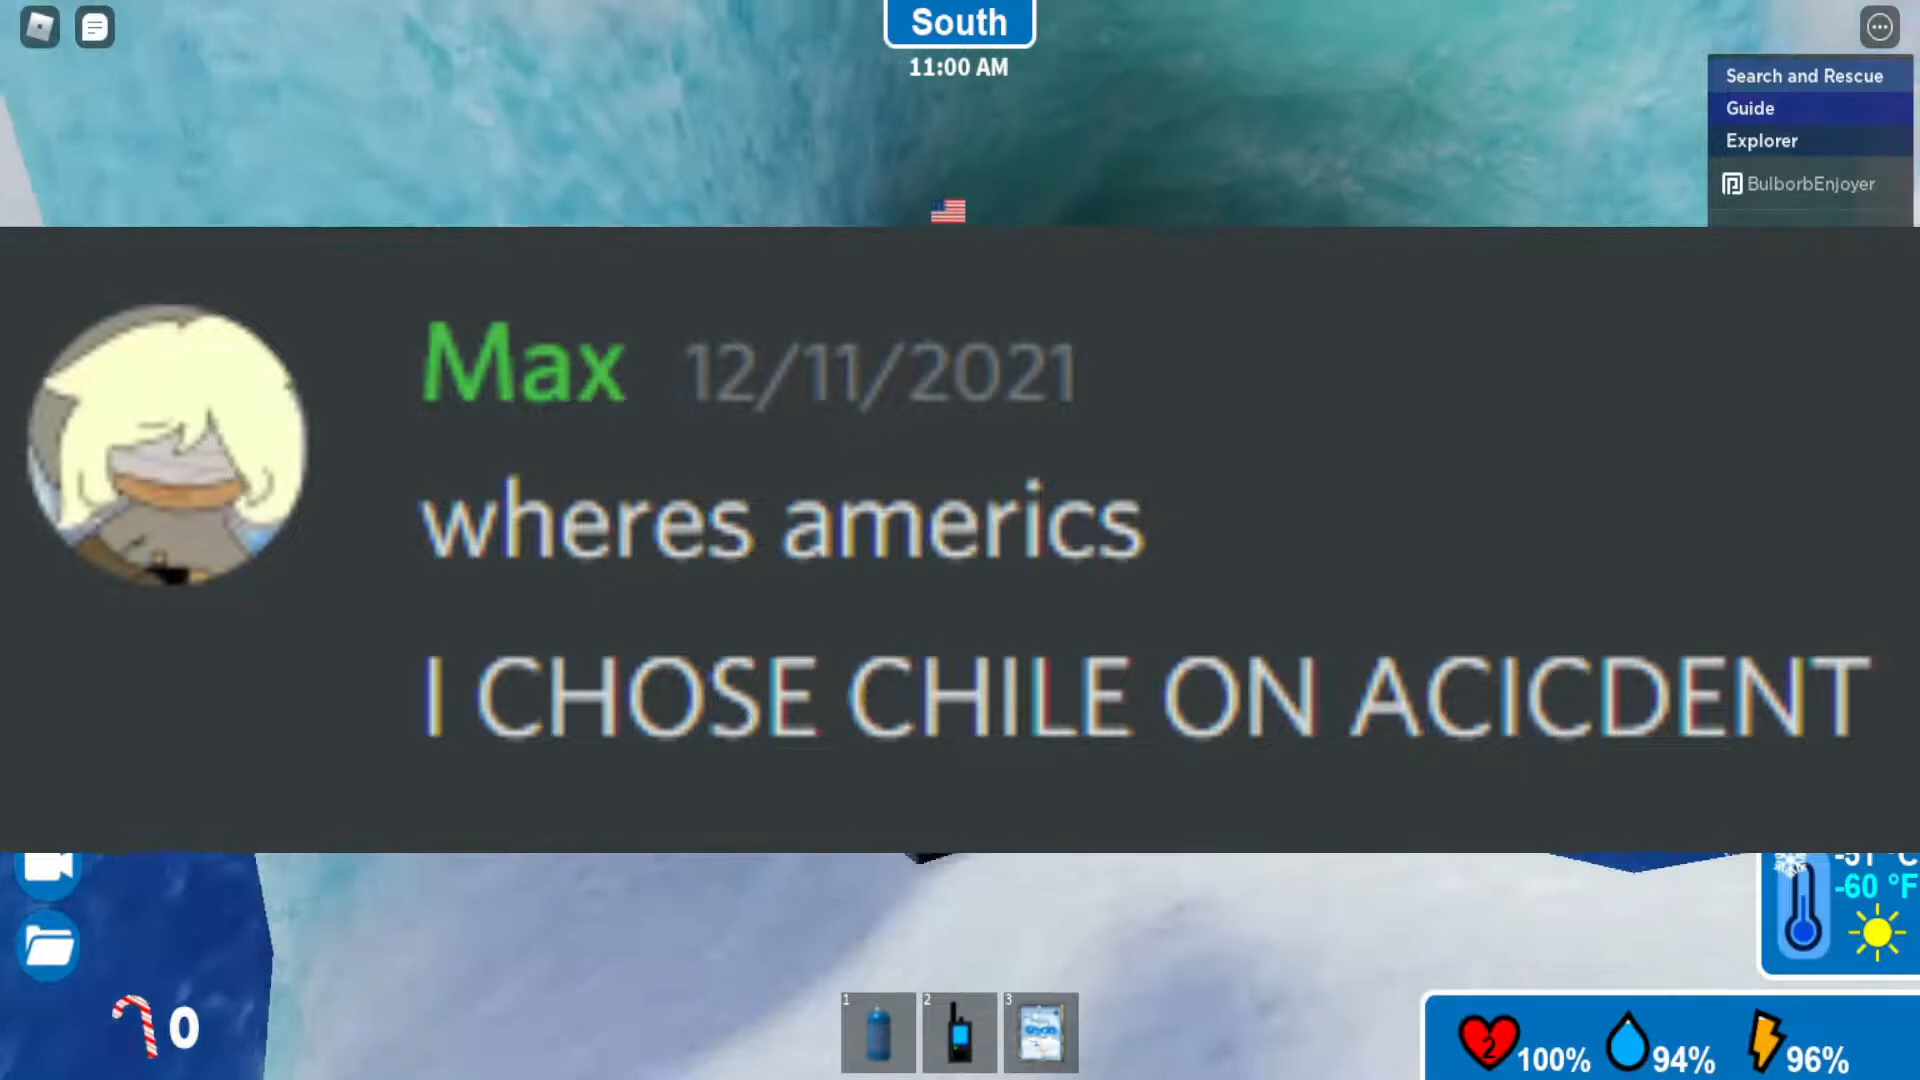 South
11:00 AM
Search and Rescue
Guide
Explorer
BulborbEnjoyer
Max 12/11/2021
wheres americs
I CHOSE CHILE ON ACICDENT
-60 °F
0
1
2
3
2
100%
94%
96%